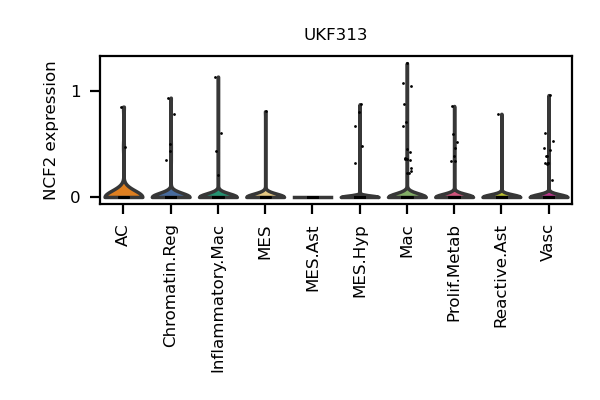 UKF313
NCF2 expression
1
0
AC
Chromatin.Reg
Inflammatory.Mac
MES
MES.Ast
MES.Hyp
Mac
Prolif.Metab
Reactive.Ast
Vasc